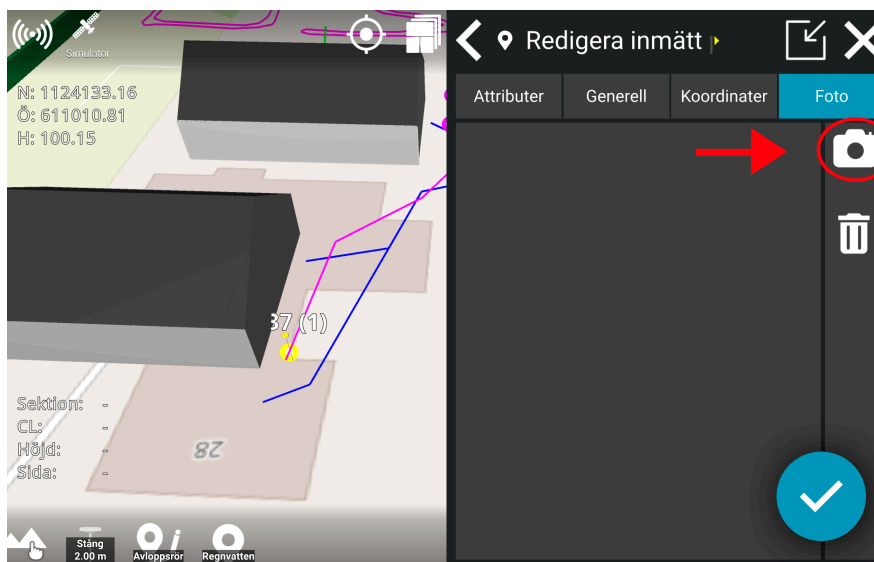 Simulator
N: 1124133.16
Ö: 611010.81
H: 100.15
37 (1)
28
Sektion: -
CL: -
Höjd: -
Sida: -
Stång
2.00 m
Avloppsrör
Regnvatten
Redigera inmätt
Attributer
Generell
Koordinater
Foto